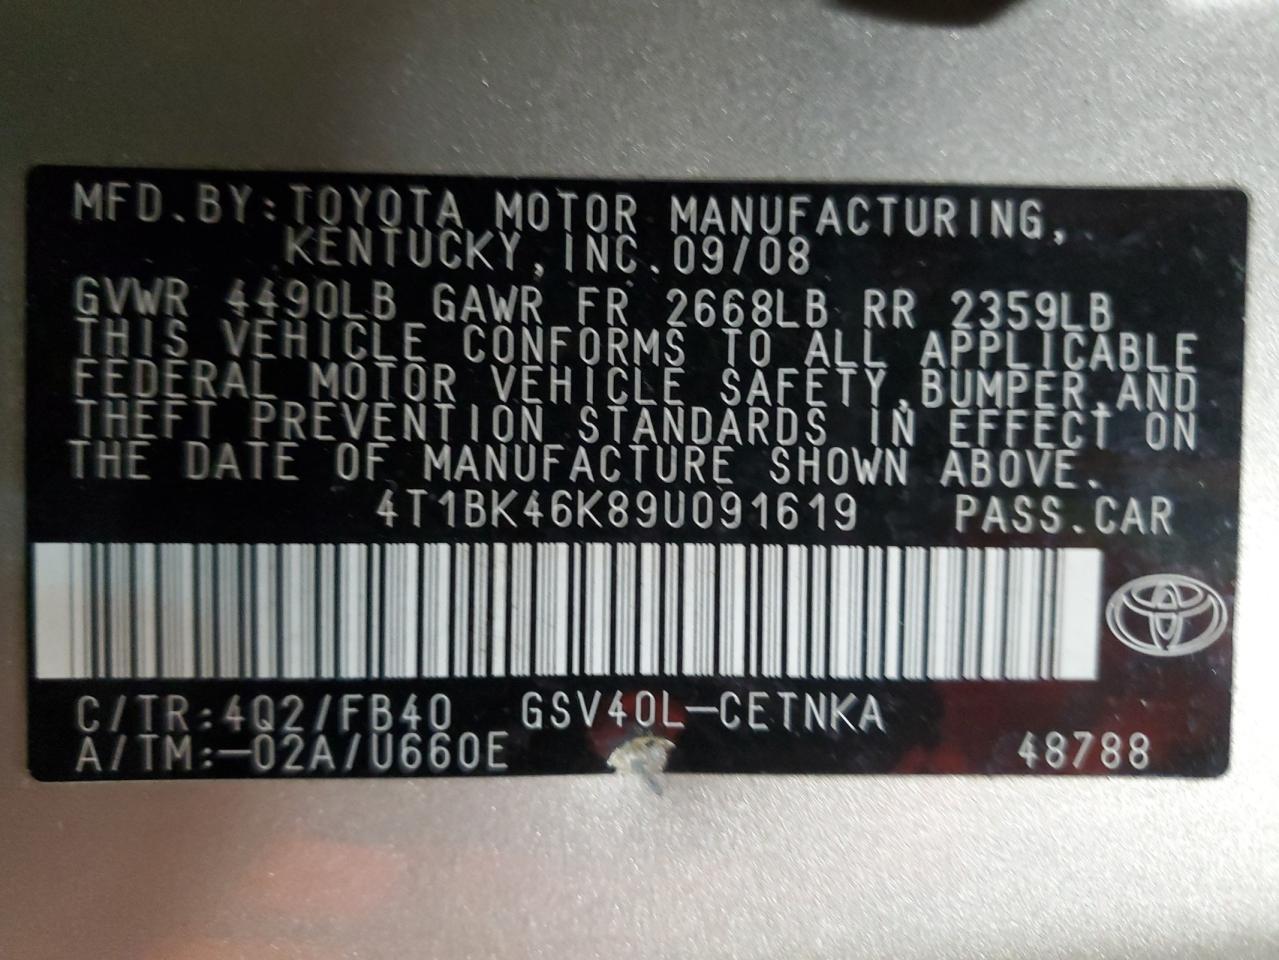 MFD.BY:TOYOTA MOTOR MANUFACTURING,
KENTUCKY,INC.09/08
GVWR 4490LB GAWR FR 2668LB RR 2359LB
THIS VEHICLE CONFORMS TO ALL APPLICABLE
FEDERAL MOTOR VEHICLE SAFETY,BUMPER,AND
THEFT PREVENTION STANDARDS IN EFFECT ON
THE DATE OF MANUFACTURE SHOWN ABOVE.
4T1BK46K89U091619 PASS.CAR
C/TR:4Q2/FB40 GSV40L-CETNKA
A/TM:-02A/U660E 48788